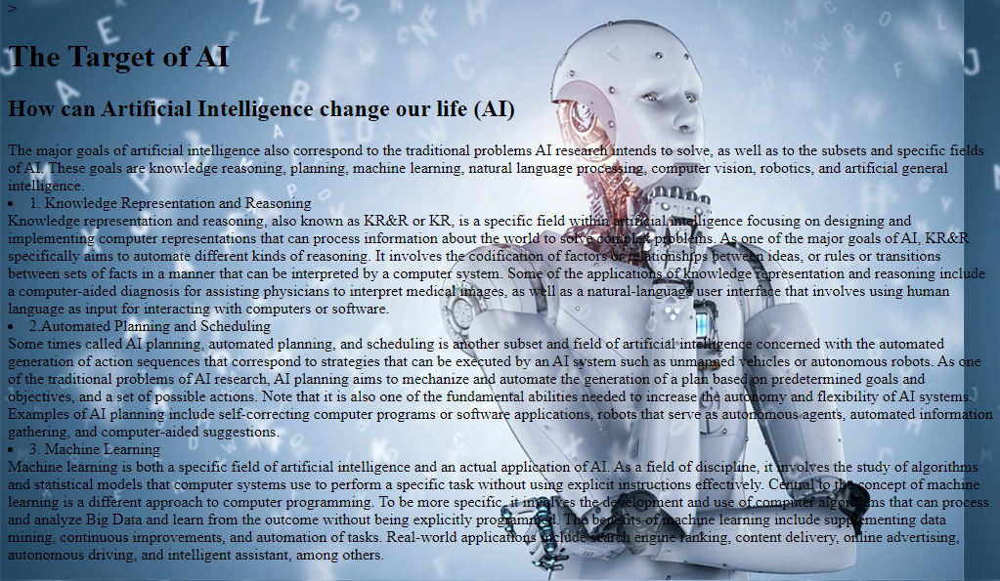 >
The Target of AI
How can Artificial Intelligence change our life (AI)
The major goals of artificial intelligence also correspond to the traditional problems AI research intends to solve, as well as to the subsets and specific fields
of AI. These goals are knowledge reasoning, planning, machine learning, natural language processing, computer vision, robotics, and artificial general
intelligence.
• 1. Knowledge Representation and Reasoning
Knowledge representation and reasoning, also known as KR&R or KR, is a specific field within artificial intelligence focusing on designing and
implementing computer representations that can process information about the world to solve complex problems. As one of the major goals of AI, KR&R
specifically aims to automate different kinds of reasoning. It involves the codification of factors or relationships between ideas, or rules or transitions
between sets of facts in a manner that can be interpreted by a computer system. Some of the applications of knowledge representation and reasoning include
a computer-aided diagnosis for assisting physicians to interpret medical images, as well as a natural-language user interface that involves using human
language as input for interacting with computers or software.
• 2.Automated Planning and Scheduling
Some times called AI planning, automated planning, and scheduling is another subset and field of artificial intelligence concerned with the automated
generation of action sequences that correspond to strategies that can be executed by an AI system such as unmanned vehicles or autonomous robots. As one
of the traditional problems of AI research, AI planning aims to mechanize and automate the generation of a plan based on predetermined goals and
objectives, and a set of possible actions. Note that it is also one of the fundamental abilities needed to increase the autonomy and flexibility of AI systems.
Examples of AI planning include self-correcting computer programs or software applications, robots that serve as autonomous agents, automated information
gathering, and computer-aided suggestions.
• 3. Machine Learning
Machine learning is both a specific field of artificial intelligence and an actual application of AI. As a field of discipline, it involves the study of algorithms
and statistical models that computer systems use to perform a specific task without using explicit instructions effectively. Central to the concept of machine
learning is a different approach to computer programming. To be more specific, it involves the development and use of computer algorithms that can process
and analyze Big Data and learn from the outcome without being explicitly programmed. The benefits of machine learning include supplementing data
mining, continuous improvements, and automation of tasks. Real-world applications include search engine ranking, content delivery, online advertising,
autonomous driving, and intelligent assistant, among others.